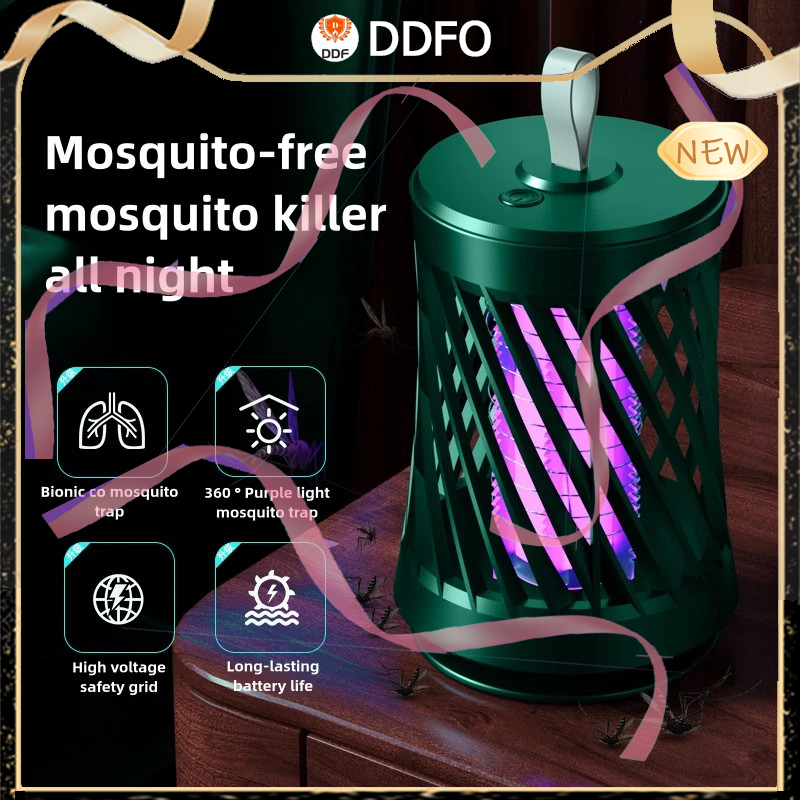 DDF
DDFO
NEW
Mosquito-free
mosquito killer
all night
Bionic co mosquito
trap
360 ° Purple light
mosquito trap
High voltage
safety grid
Long-lasting
battery life